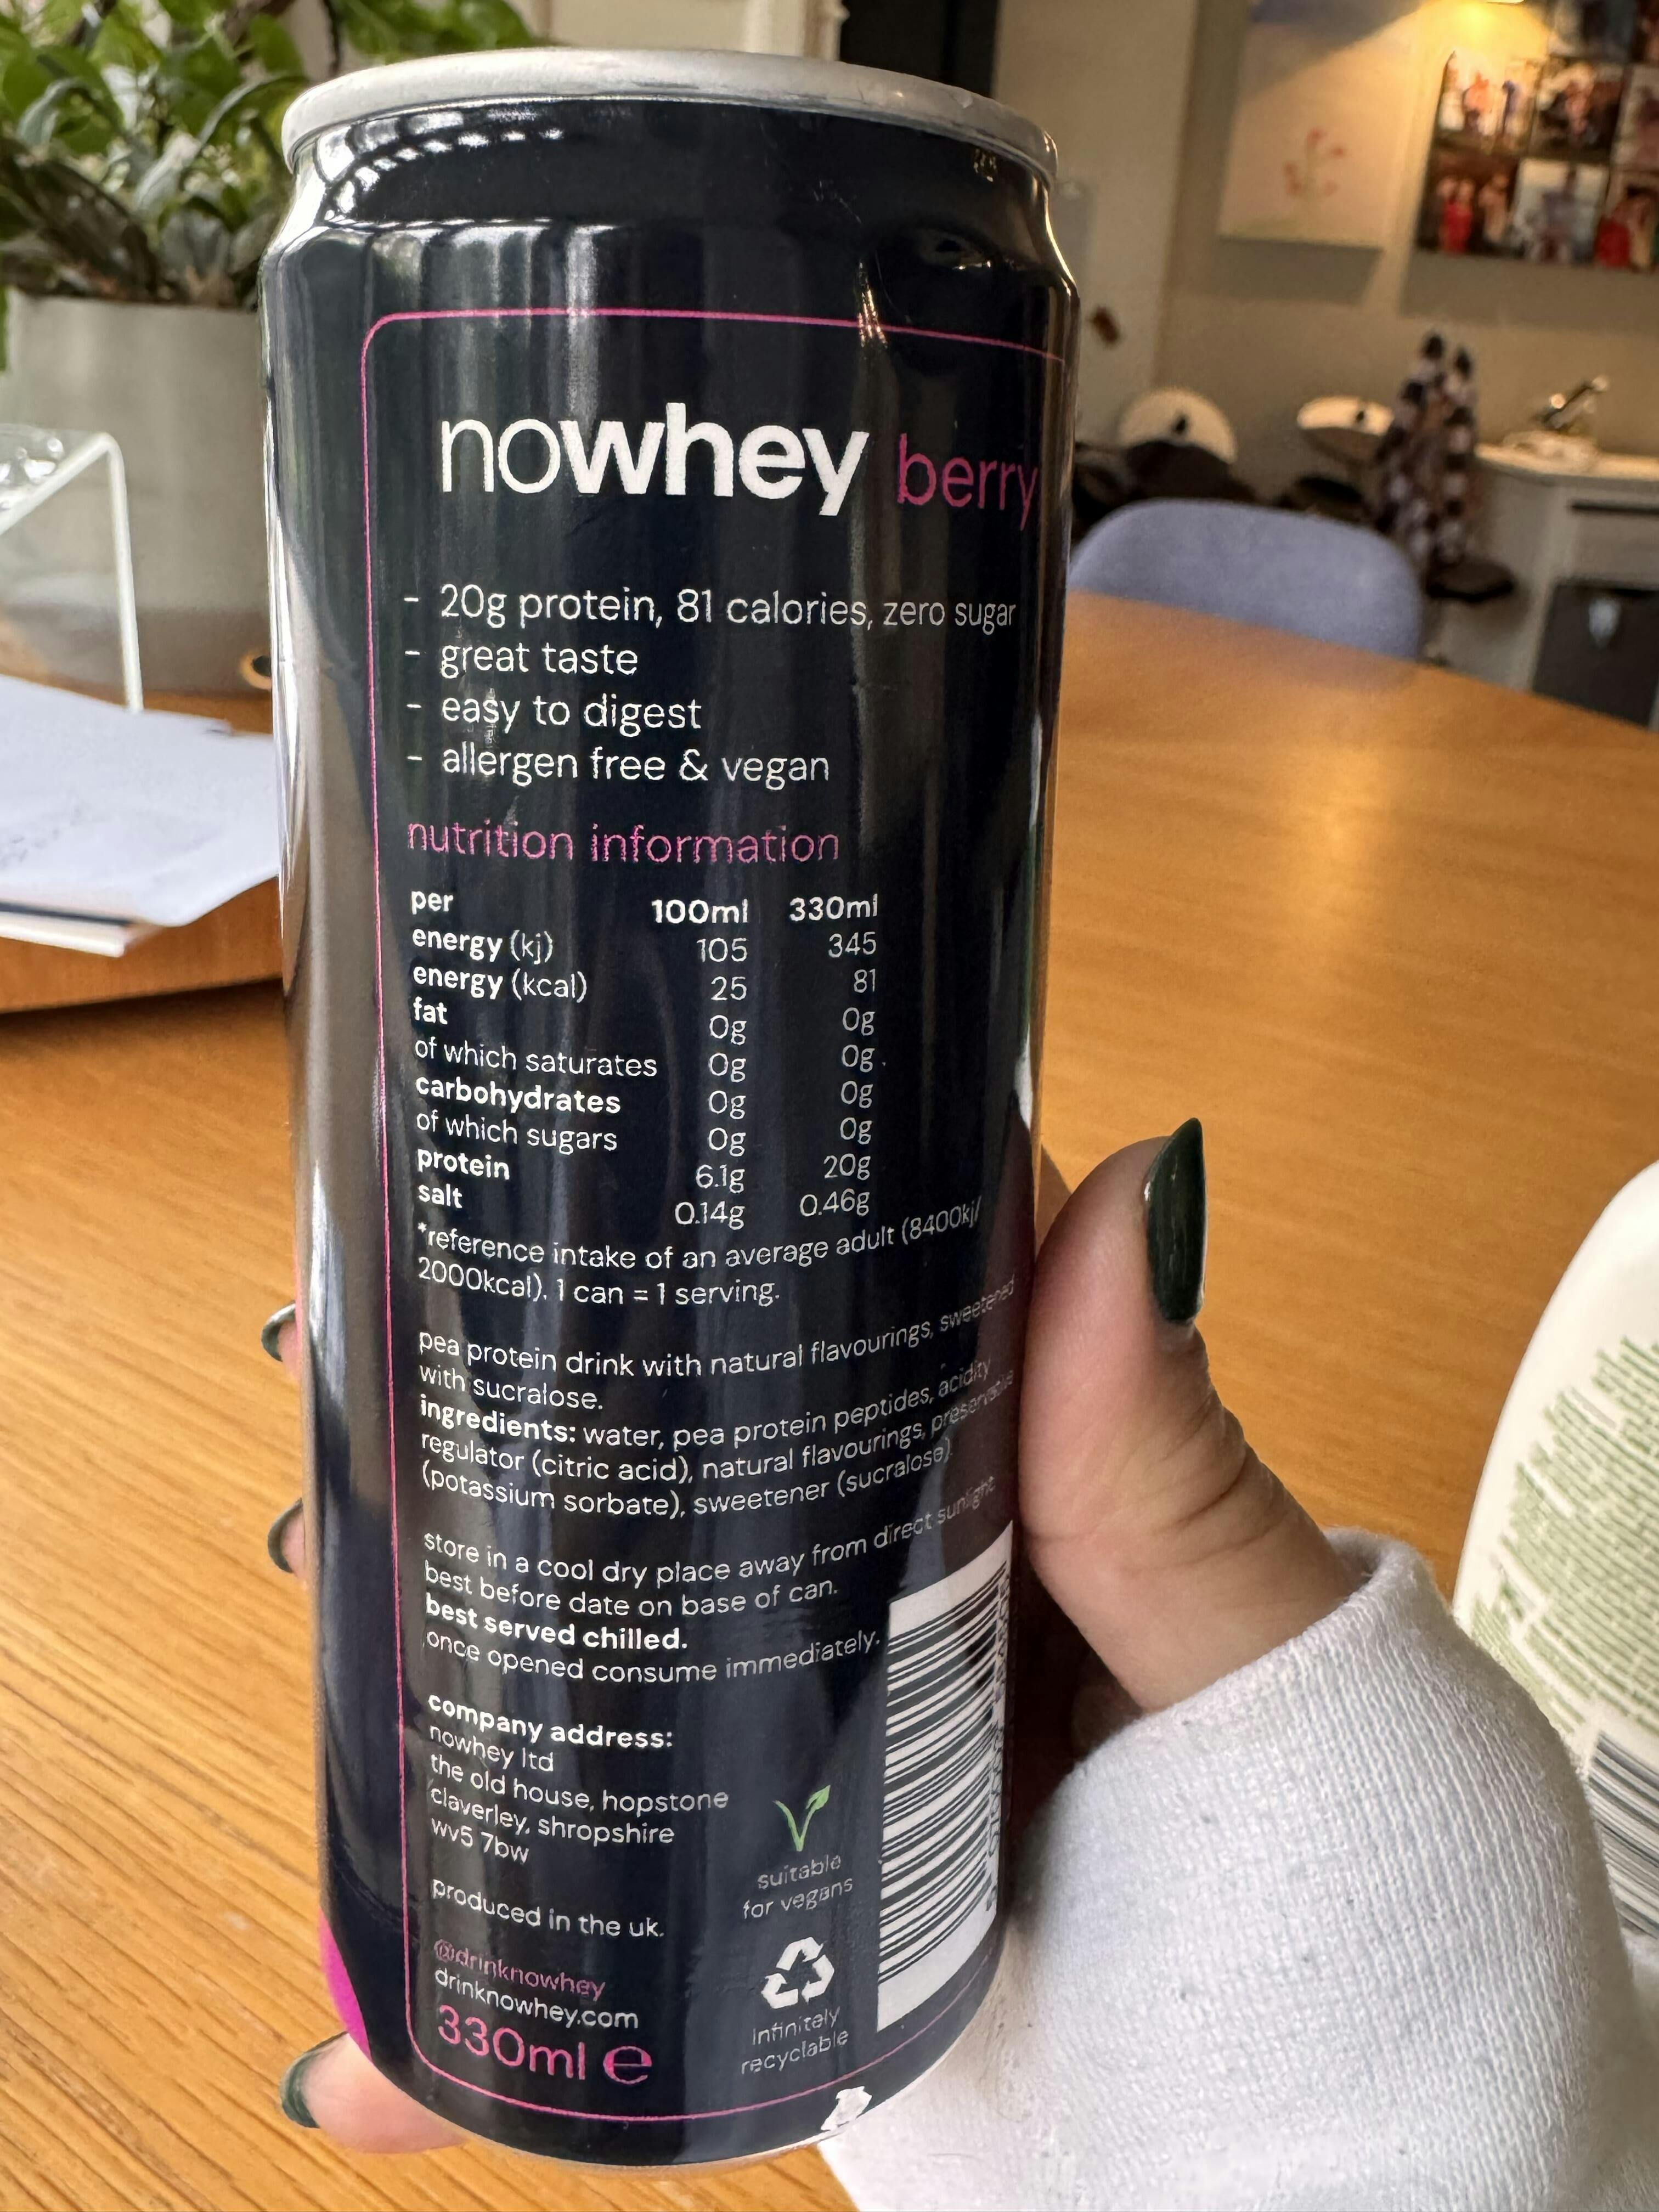 nowhey berry
- 20g protein, 81 calories, zero sugar
- great taste
- easy to digest
- allergen free & vegan
nutrition information
per 100ml 330ml
energy (kj) 105 345
energy (kcal) 25 81
fat 0g 0g
of which saturates 0g 0g
carbohydrates 0g 0g
of which sugars 0g 0g
protein 6.1g 20g
salt 0.14g 0.46g
*reference intake of an average adult (8400kj/
2000kcal). 1 can = 1 serving.
pea protein drink with natural flavourings, sweetened
with sucralose.
ingredients: water, pea protein peptides, acidity
regulator (citric acid), natural flavourings, preservative
(potassium sorbate), sweetener (sucralose)
store in a cool dry place away from direct sunlight
best before date on base of can.
best served chilled.
once opened consume immediately.
company address:
nowhey ltd
the old house, hopstone
claverley, shropshire
wv5 7bw
produced in the uk.
@drinknowhey
drinknowhey.com
330ml e
suitable
for vegans
Infinitely
recyclable